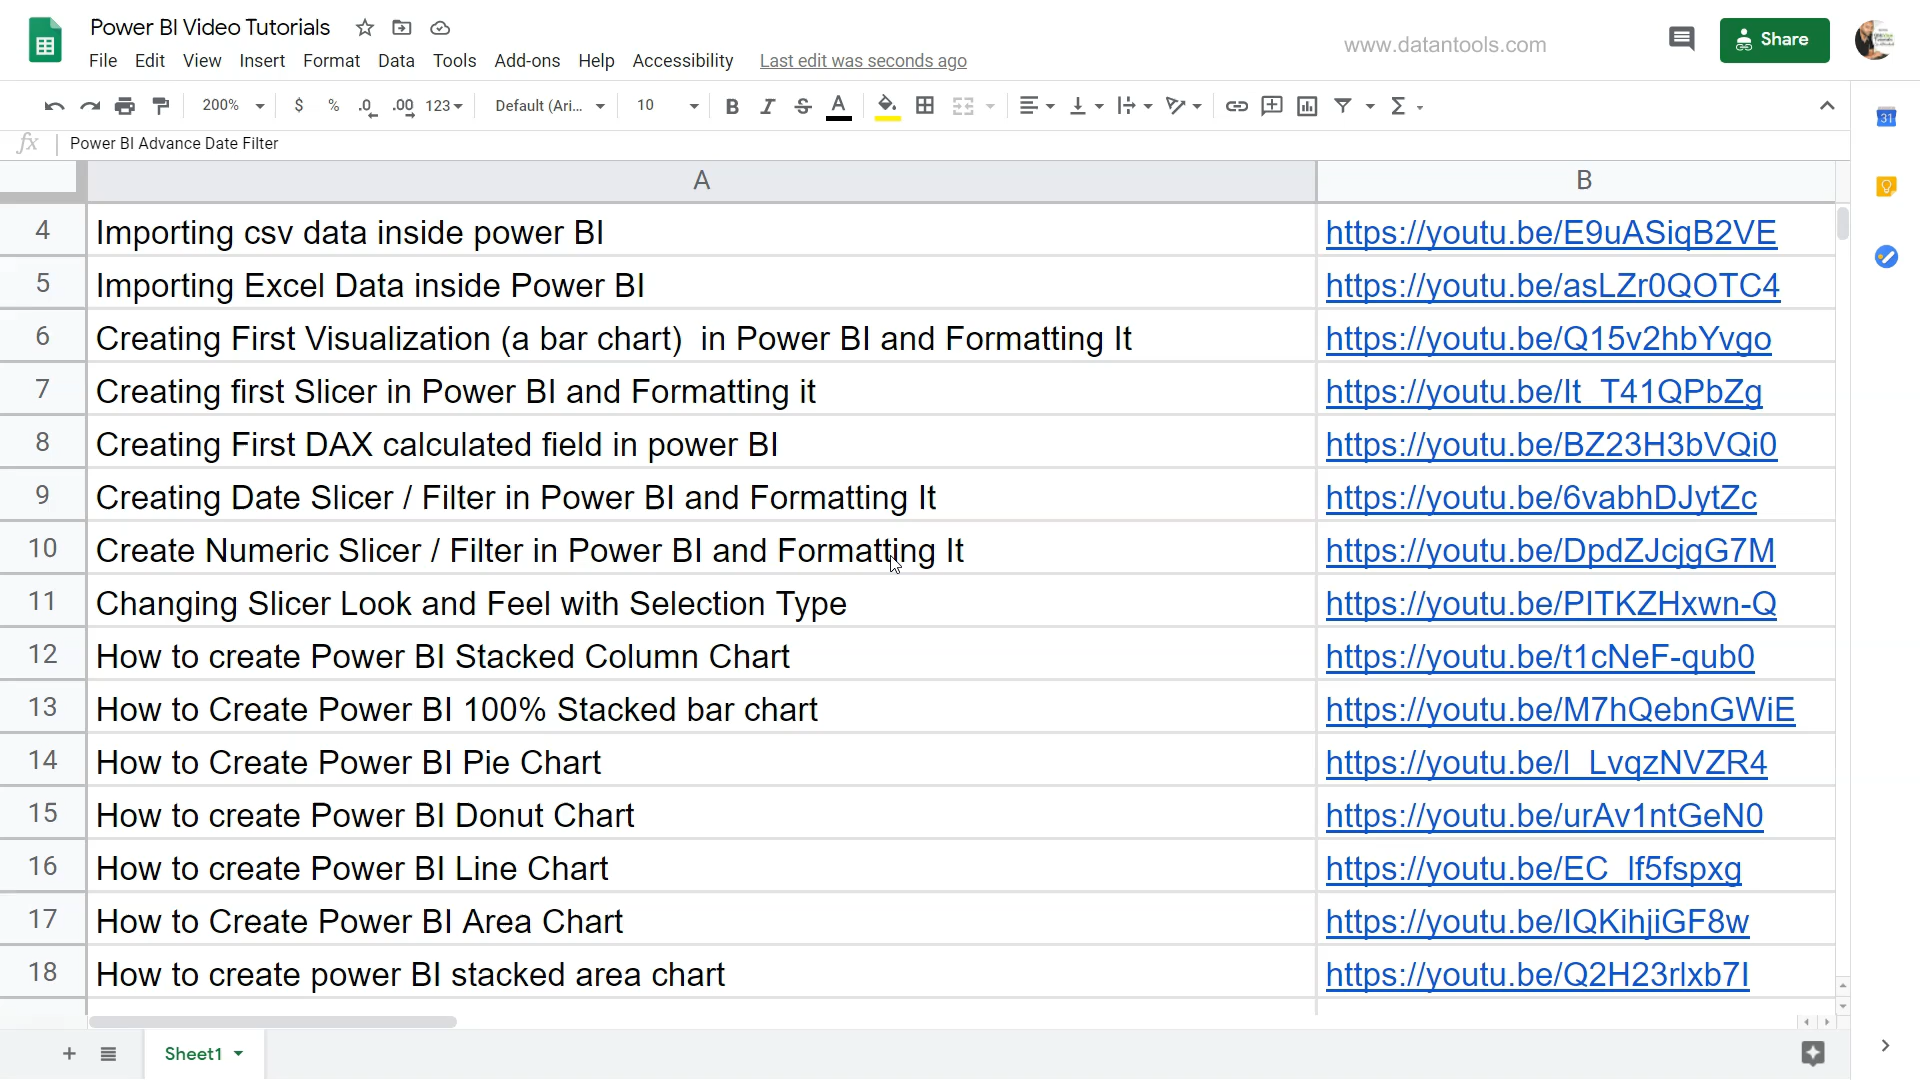 Power BI Video Tutorials
www.datantools.com
Share
File Edit View Insert Format Data Tools Add-ons Help Accessibility Last edit was seconds ago
200% $ % .0 .00 123 Default (Ari... 10 B I S A
31
fx Power BI Advance Date Filter
A B
4 Importing csv data inside power BI https://youtu.be/E9uASiqB2VE
5 Importing Excel Data inside Power BI https://youtu.be/asLZr0QOTC4
6 Creating First Visualization (a bar chart) in Power BI and Formatting It https://youtu.be/Q15v2hbYvgo
7 Creating first Slicer in Power BI and Formatting it https://youtu.be/It_T41QPbZg
8 Creating First DAX calculated field in power BI https://youtu.be/BZ23H3bVQi0
9 Creating Date Slicer / Filter in Power BI and Formatting It https://youtu.be/6vabhDJytZc
10 Create Numeric Slicer / Filter in Power BI and Formatting It https://youtu.be/DpdZJcjgG7M
11 Changing Slicer Look and Feel with Selection Type https://youtu.be/PITKZHxwn-Q
12 How to create Power BI Stacked Column Chart https://youtu.be/t1cNeF-qub0
13 How to Create Power BI 100% Stacked bar chart https://youtu.be/M7hQebnGWiE
14 How to Create Power BI Pie Chart https://youtu.be/l_LvqzNVZR4
15 How to create Power BI Donut Chart https://youtu.be/urAv1ntGeN0
16 How to create Power BI Line Chart https://youtu.be/EC_lf5fspxg
17 How to Create Power BI Area Chart https://youtu.be/IQKihjiGF8w
18 How to create power BI stacked area chart https://youtu.be/Q2H23rlxb7I
Sheet1